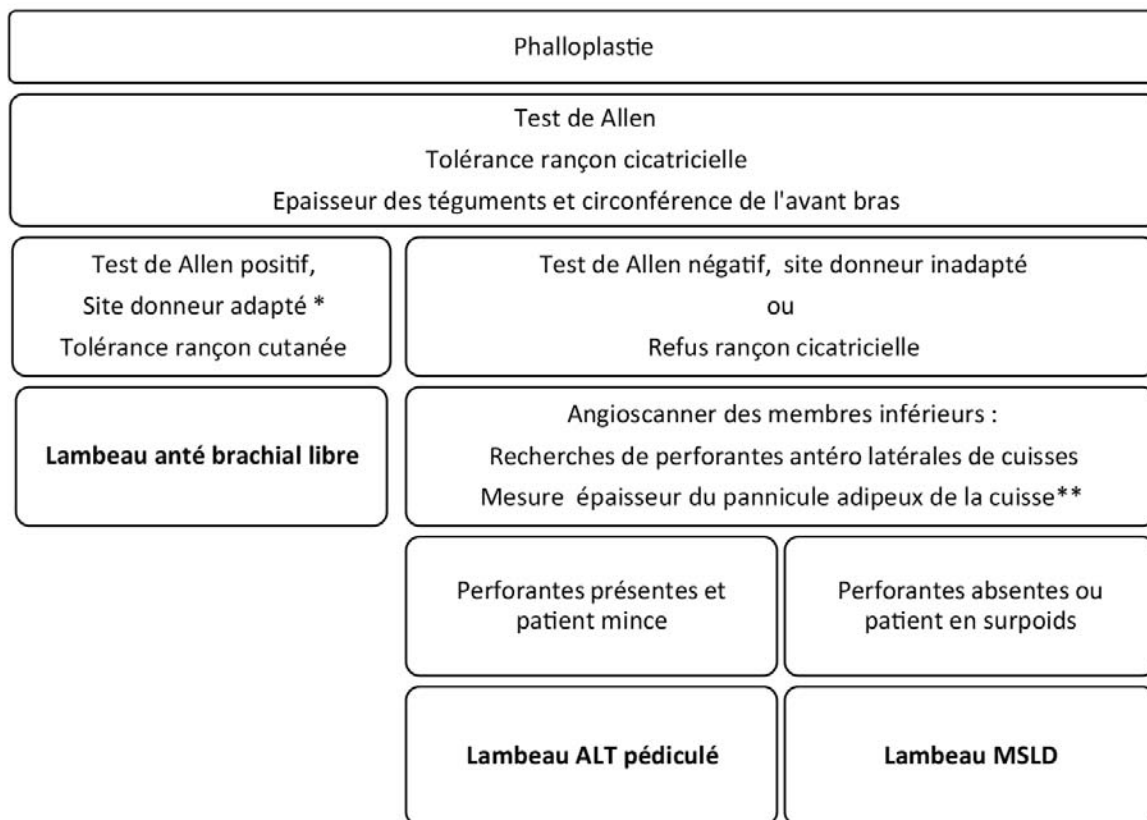 Phalloplastie
Test de Allen
Tolérance rançon cicatricielle
Epaisseur des téguments et circonférence de l'avant bras
Test de Allen positif,
Site donneur adapté *
Tolérance rançon cutanée
Test de Allen négatif, site donneur inadapté
ou
Refus rançon cicatricielle
Lambeau anté brachial libre
Angioscanner des membres inférieurs :
Recherches de perforantes antéro latérales de cuisses
Mesure épaisseur du pannicule adipeux de la cuisse**
Perforantes présentes et
patient mince
Perforantes absentes ou
patient en surpoids
Lambeau ALT pédiculé
Lambeau MSLD